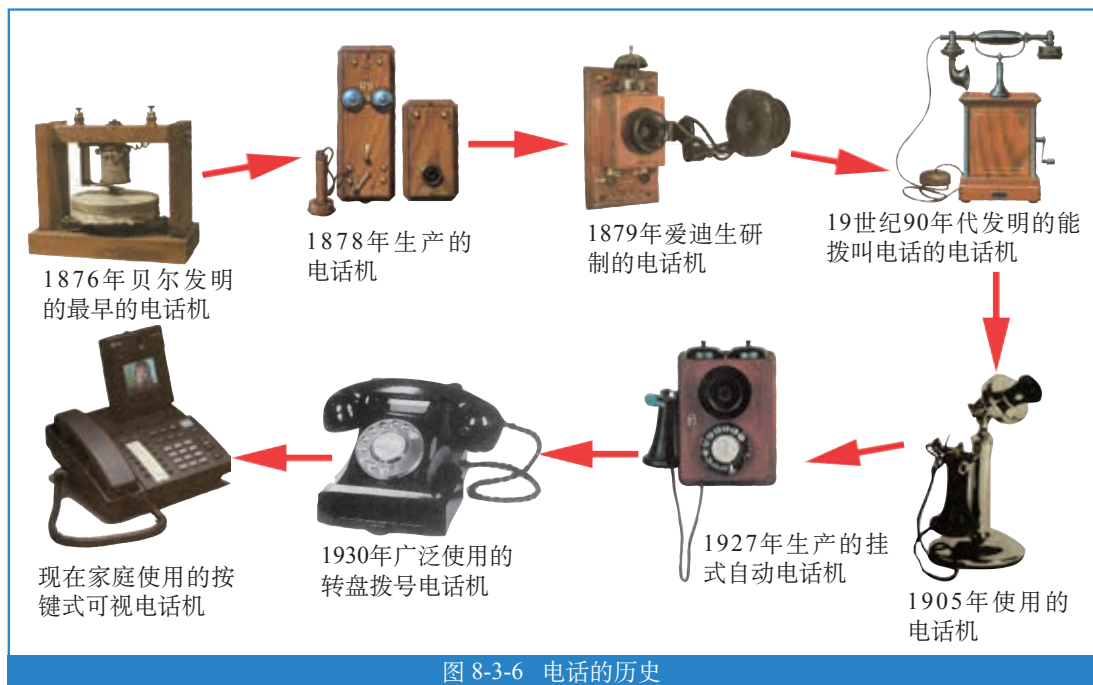 1876年贝尔发明
的最早的电话机
1878年生产的
电话机
1879年爱迪生研
制的电话机
19世纪90年代发明的能
拨叫电话的电话机
1905年使用的
电话机
1927年生产的挂
式自动电话机
1930年广泛使用的
转盘拨号电话机
现在家庭使用的按
键式可视电话机
图 8-3-6 电话的历史